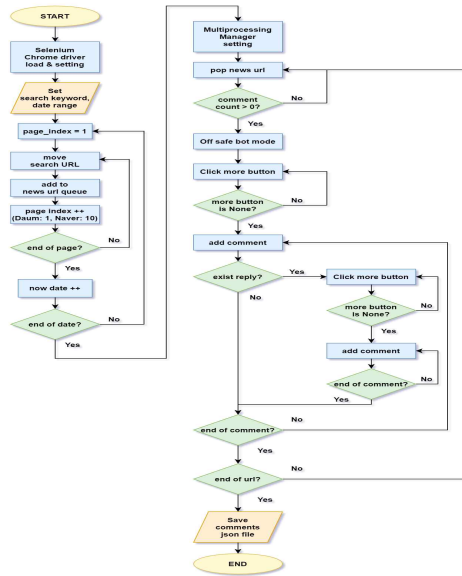 START
Selenium
Chrome driver
load & setting
Set
search keyword,
date range
page_index = 1
move
search URL
add to
news url queue
page index ++
(Daum: 1, Naver: 10)
end of page?
No
Yes
now date ++
end of date?
No
Yes
Multiprocessing
Manager
setting
pop news url
comment
count > 0?
No
Yes
Off safe bot mode
Click more button
more button
is None?
No
Yes
add comment
exist reply?
Yes
No
Click more button
more button
is None?
No
Yes
add comment
end of comment?
No
Yes
end of comment?
No
Yes
end of url?
No
Yes
Save
comments
json file
END